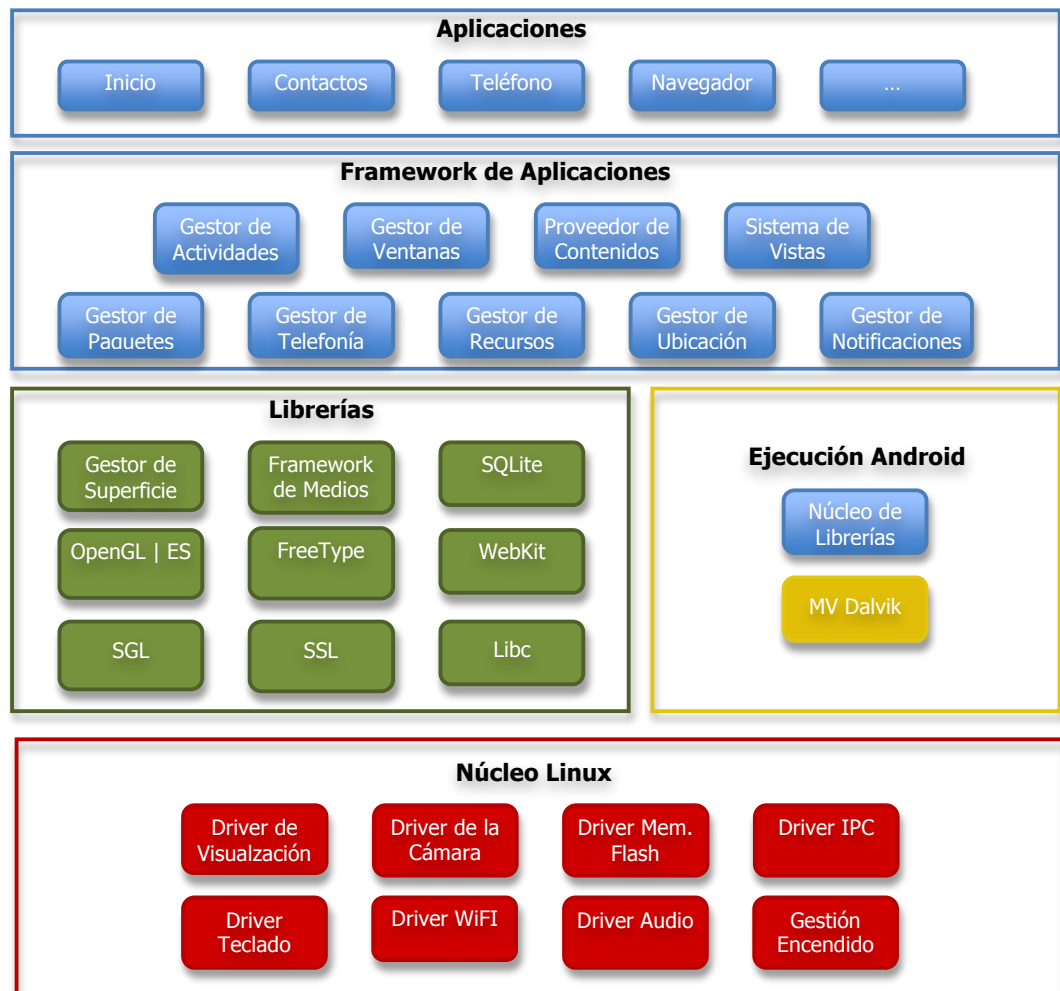 Aplicaciones
Inicio
Contactos
Teléfono
Navegador
...
Framework de Aplicaciones
Gestor de
Actividades
Gestor de
Ventanas
Proveedor de
Contenidos
Sistema de
Vistas
Gestor de
Paquetes
Gestor de
Telefonía
Gestor de
Recursos
Gestor de
Ubicación
Gestor de
Notificaciones
Librerías
Gestor de
Superficie
Framework
de Medios
SQLite
OpenGL | ES
FreeType
WebKit
SGL
SSL
Libc
Ejecución Android
Núcleo de
Librerías
MV Dalvik
Núcleo Linux
Driver de
Visualzación
Driver de la
Cámara
Driver Mem.
Flash
Driver IPC
Driver
Teclado
Driver WiFI
Driver Audio
Gestión
Encendido